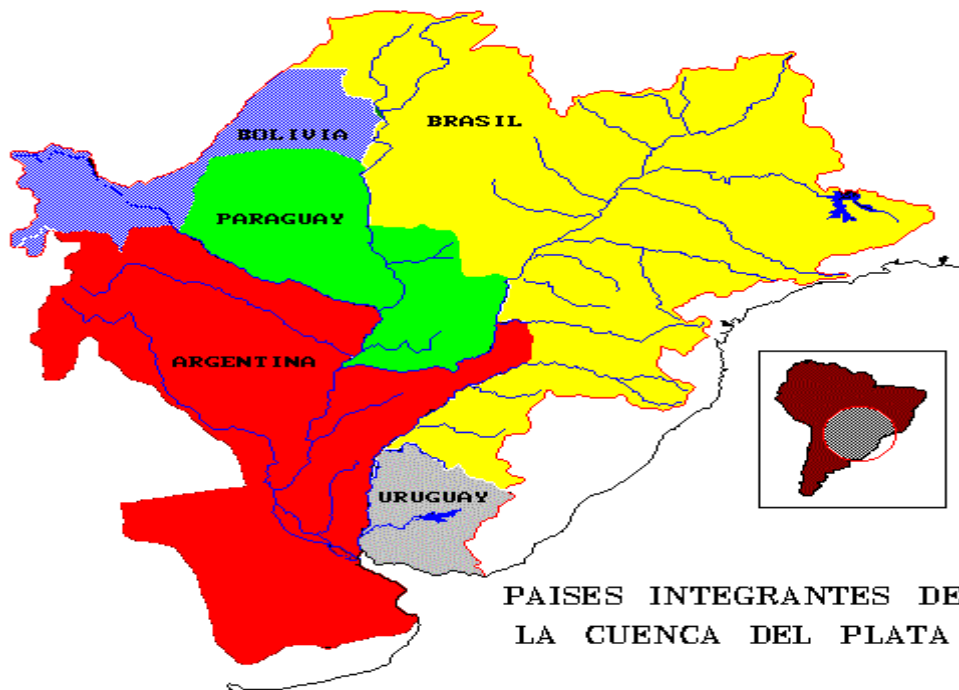 BOLIVIA
BRASIL
PARAGUAY
ARGENTINA
URUGUAY
PAISES INTEGRANTES DE
LA CUENCA DEL PLATA